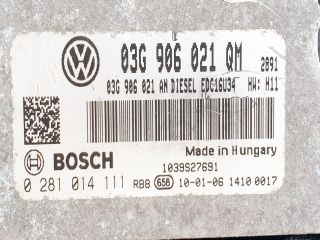 03G 906 021 QM
2891
03G 906 021 AN DIESEL EDC16U34 HW: H11
Made in Hungary
BOSCH
1039S27691
0 281 014 111 RB8 658 10-01-06 1410 0017